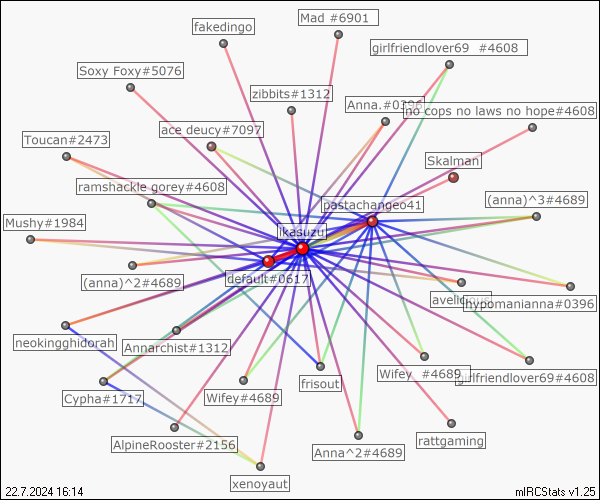 Mad #6901
fakedingo
girlfriendlover69 #4608
Soxy Foxy#5076
zibbits#1312
Anna.#0396
no cops no laws no hope#4608
ace deucy#7097
Toucan#2473
Skalman
ramshackle gorey#4608
(anna)^3#4689
pastachange041
Mushy#1984
ikasuzu
(anna)^2#4689
default#0617
hypomanianna#0396
neokingghidorah
Annarchist#1312
Wifey #4689
girlfriendlover69#4608
frisout
Cypha#1717
Wifey#4689
AlpineRooster#2156
rattgaming
Anna^2#4689
xenoyaut
22.7.2024 16:14
mIRCStats v1.25